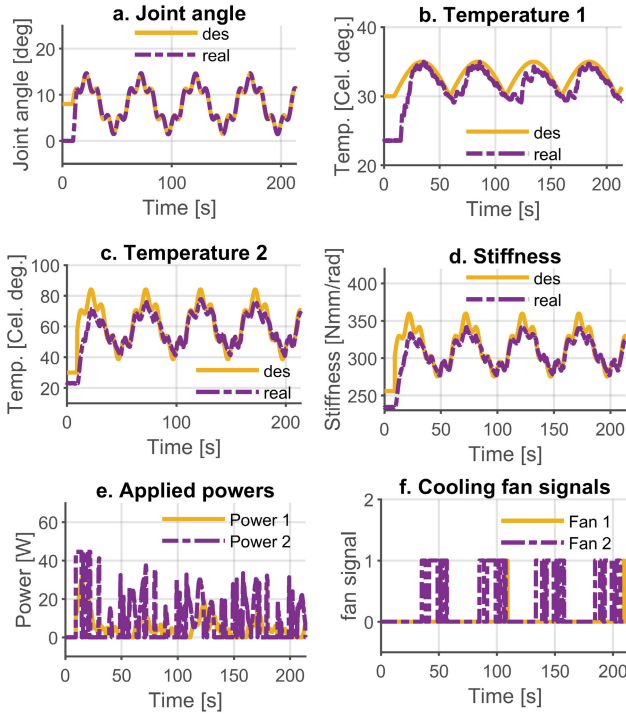 a. Joint angle
des
real
Joint angle [deg]
20
10
0
0
100
200
Time [s]
b. Temperature 1
Temp. [Cel. deg.]
40
30
20
des
real
0
50
100
150
200
Time [s]
c. Temperature 2
Temp. [Cel. deg.]
100
80
60
40
20
des
real
0
100
200
Time [s]
d. Stiffness
des
real
Stiffness [Nmm/rad]
400
350
300
250
0
50
100
150
200
Time [s]
e. Applied powers
Power 1
Power 2
Power [W]
60
40
20
0
0
50
100
150
200
Time [s]
f. Cooling fan signals
Fan 1
Fan 2
fan signal
2
1
0
0
50
100
150
200
Time [s]